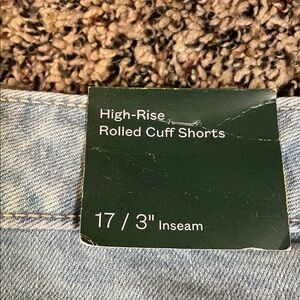 High-Rise
Rolled Cuff Shorts
17 / 3" Inseam